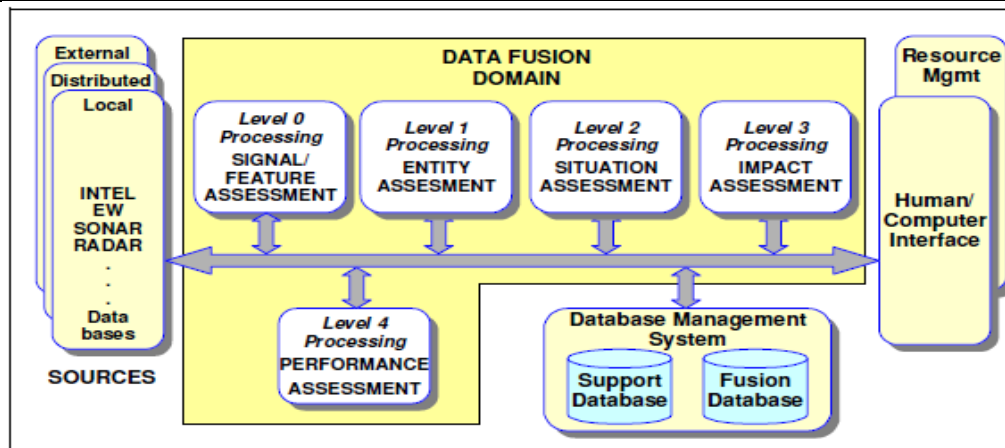 External
Distributed
Local
INTEL
EW
SONAR
RADAR
.
.
.
Data
bases
SOURCES
DATA FUSION
DOMAIN
Level 0
Processing
SIGNAL/
FEATURE
ASSESSMENT
Level 1
Processing
ENTITY
ASSESMENT
Level 2
Processing
SITUATION
ASSESSMENT
Level 3
Processing
IMPACT
ASSESSMENT
Level 4
Processing
PERFORMANCE
ASSESSMENT
Database Management
System
Support
Database
Fusion
Database
Resource
Mgmt
Human/
Computer
Interface